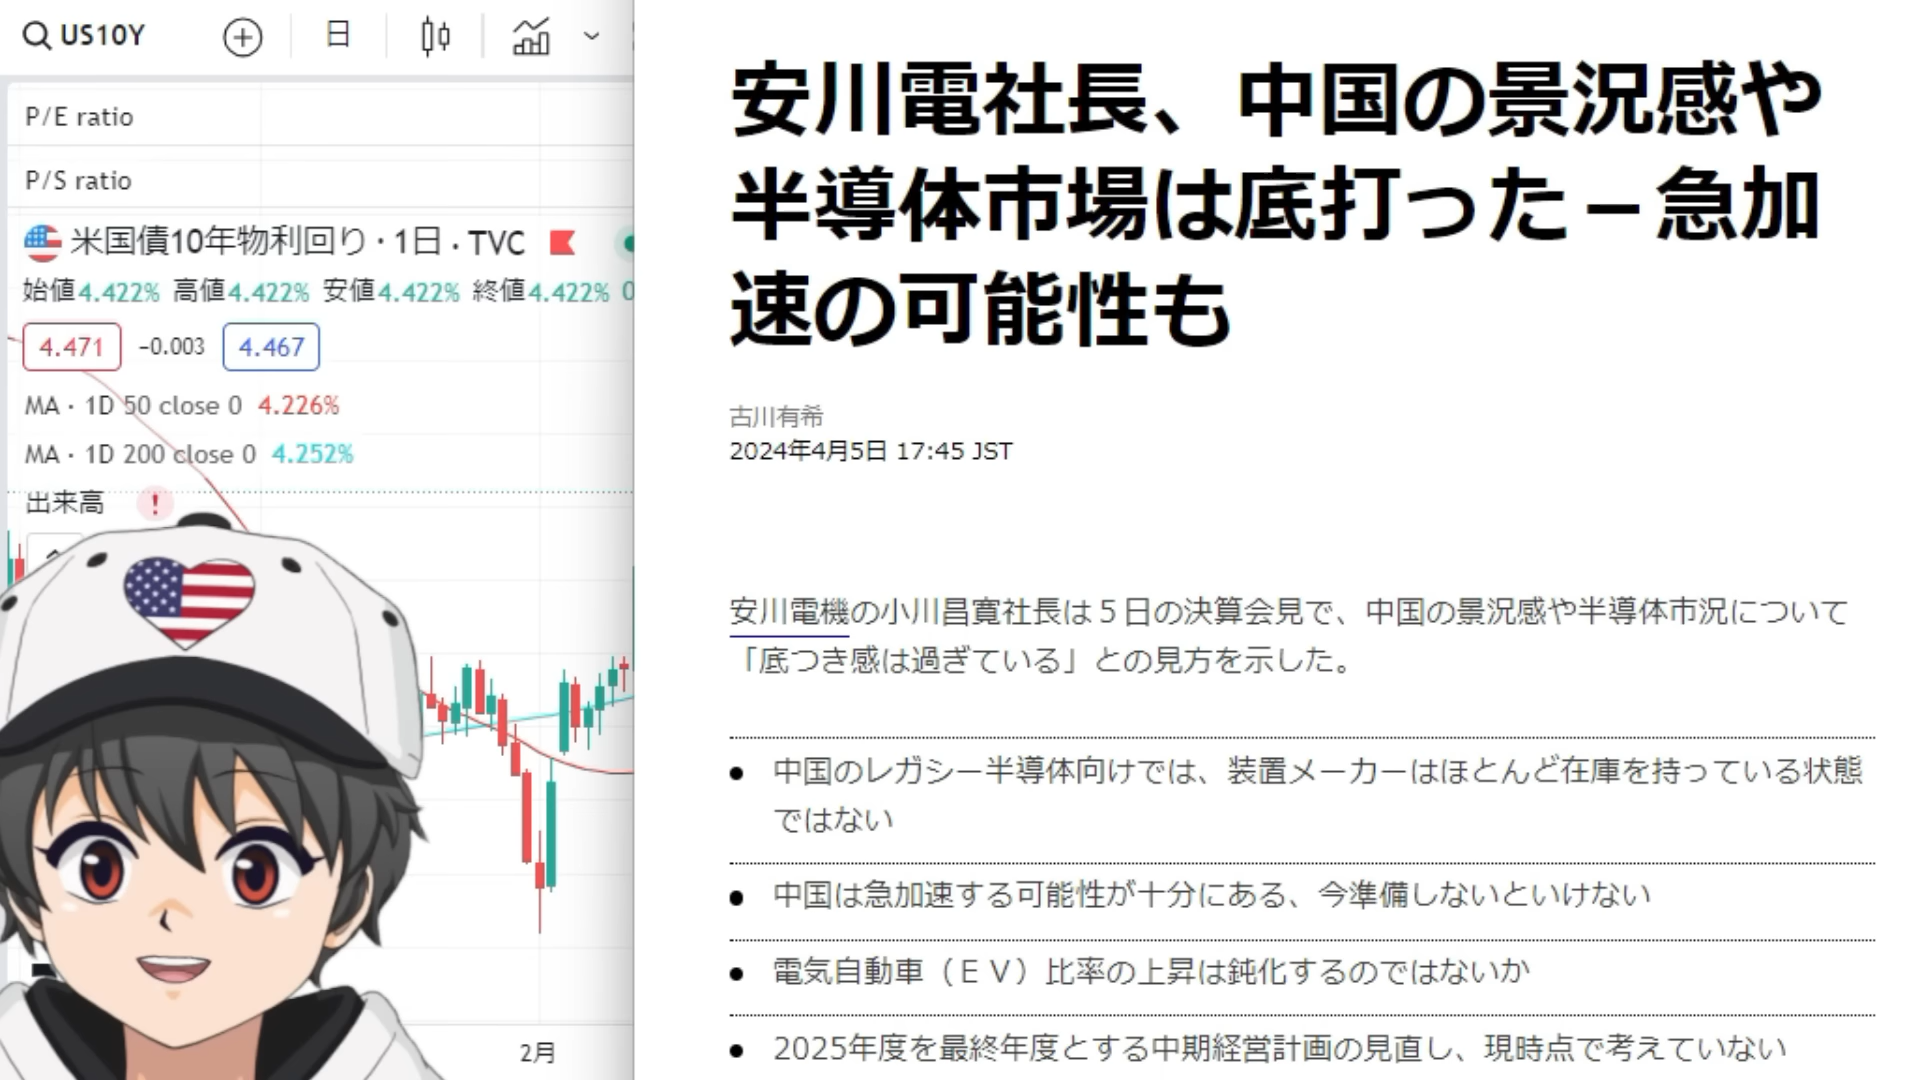 US10Y
日
P/E ratio
P/S ratio
米国債10年物利回り・1日・TVC
始値4.422% 高値4.422% 安値4.422% 終値4.422% 0
4.471 −0.003 4.467
MA・1D 50 close 0 4.226%
MA・1D 200 close 0 4.252%
出来高 !
2月
安川電社長、中国の景況感や
半導体市場は底打った－急加
速の可能性も
古川有希
2024年4月5日 17:45 JST
安川電機の小川昌寛社長は５日の決算会見で、中国の景況感や半導体市況について
「底つき感は過ぎている」との見方を示した。
● 中国のレガシー半導体向けでは、装置メーカーはほとんど在庫を持っている状態
ではない
● 中国は急加速する可能性が十分にある、今準備しないといけない
● 電気自動車（ＥＶ）比率の上昇は鈍化するのではないか
● 2025年度を最終年度とする中期経営計画の見直し、現時点で考えていない